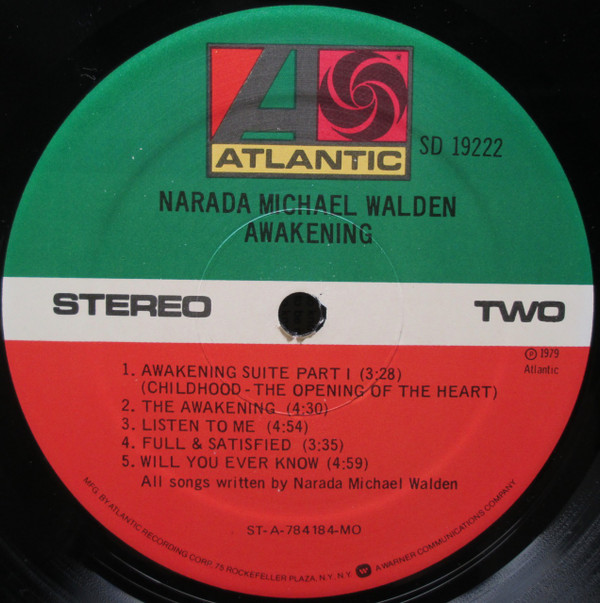 ATLANTIC
SD 19222
NARADA MICHAEL WALDEN
AWAKENING
STEREO
TWO
℗ 1979
Atlantic
1. AWAKENING SUITE PART I (3:28)
(CHILDHOOD - THE OPENING OF THE HEART)
2. THE AWAKENING (4:30)
3. LISTEN TO ME (4:54)
4. FULL & SATISFIED (3:35)
5. WILL YOU EVER KNOW (4:59)
All songs written by Narada Michael Walden
ST-A-784184-MO
MFG. BY ATLANTIC RECORDING CORP., 75 ROCKEFELLER PLAZA, N.Y. N.Y. W A WARNER COMMUNICATIONS COMPANY